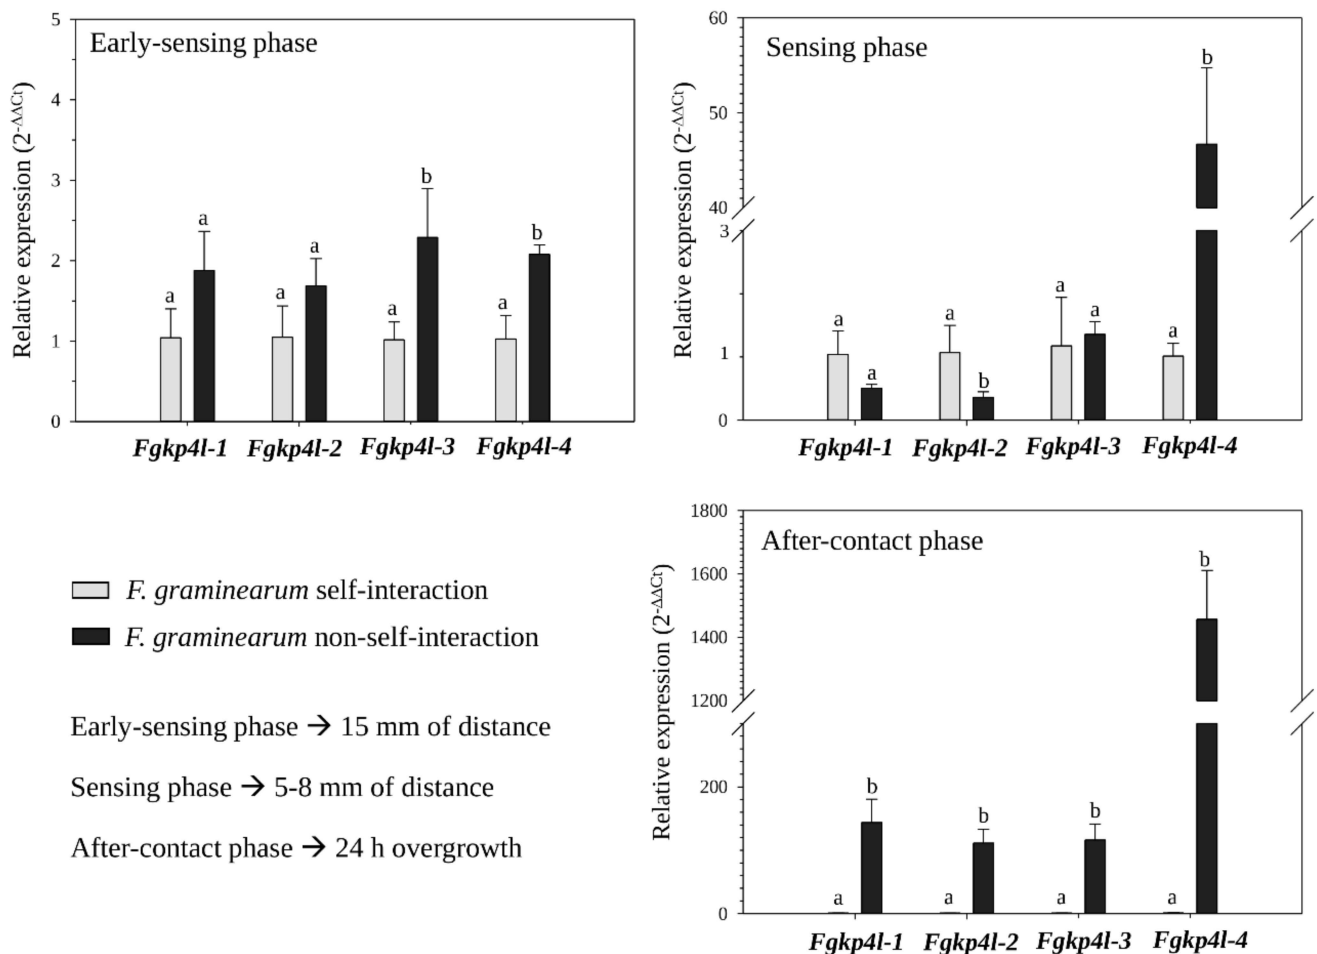 Early-sensing phase
Relative expression (2-ΔΔCt)
5
4
3
2
1
0
a
a
a
a
a
b
a
b
Fgkp4l-1 Fgkp4l-2 Fgkp4l-3 Fgkp4l-4
Sensing phase
Relative expression (2-ΔΔCt)
60
50
40
3
1
0
a
a
a
b
a
a
a
b
Fgkp4l-1 Fgkp4l-2 Fgkp4l-3 Fgkp4l-4
F. graminearum self-interaction
F. graminearum non-self-interaction
Early-sensing phase → 15 mm of distance
Sensing phase → 5-8 mm of distance
After-contact phase → 24 h overgrowth
After-contact phase
Relative expression (2-ΔΔCt)
1800
1600
1400
1200
200
0
a
b
a
b
a
b
a
b
Fgkp4l-1 Fgkp4l-2 Fgkp4l-3 Fgkp4l-4